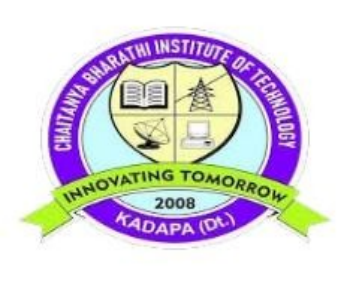 CHAITANYA BHARATHI INSTITUTE OF TECHNOLOGY
INNOVATING TOMORROW
2008
KADAPA (Dt.)